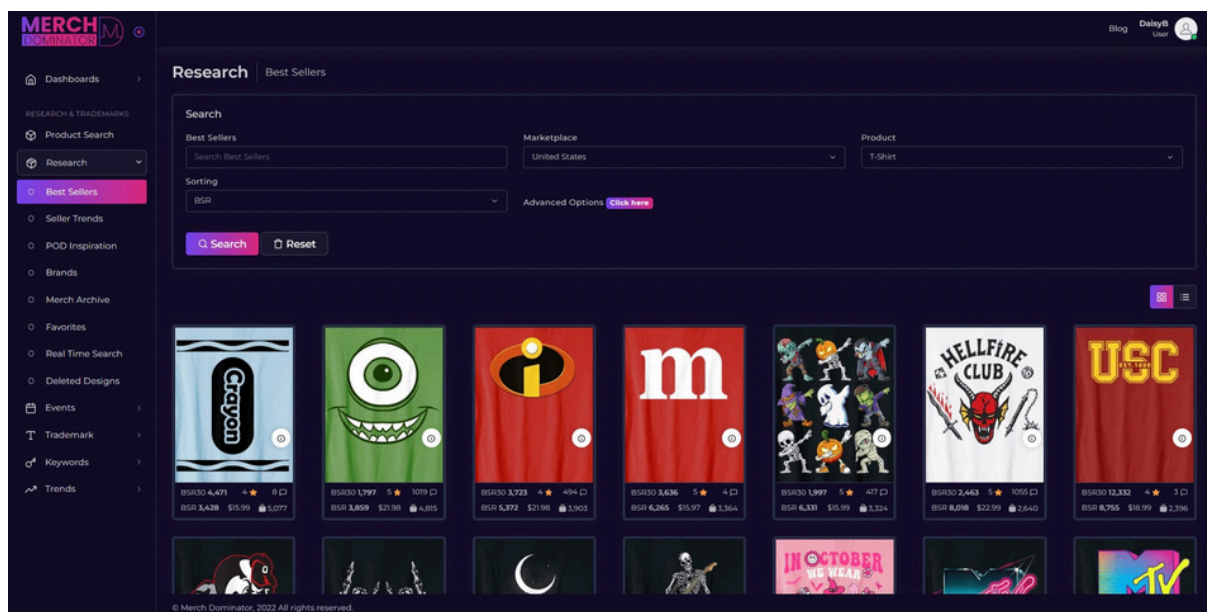 MERCH
DOMINATOR
M
Blog
DaisyB
User
Dashboards
RESEARCH & TRADEMARKS
Product Search
Research
Best Sellers
Seller Trends
POD Inspiration
Brands
Merch Archive
Favorites
Real Time Search
Deleted Designs
Events
Trademark
Keywords
Trends
Research
Best Sellers
Search
Best Sellers
Marketplace
Product
Search Best Sellers
United States
T-Shirt
Sorting
BSR
Advanced Options Click here
Search
Reset
Crayon
BSR30 4,471 4 8
BSR 3,428 $15.99 5,077
BSR30 1,797 5 1019
BSR 3,859 $21.98 4,815
i
BSR30 3,723 4 494
BSR 5,372 $21.98 3,903
m
BSR30 3,636 5 4
BSR 6,265 $15.97 3,364
BSR30 1,997 5 417
BSR 6,331 $15.99 3,324
HELLFIRE
CLUB
BSR30 2,463 5 1055
BSR 8,018 $22.99 2,640
USC
EST. 1880
BSR30 12,332 4 3
BSR 8,755 $18.99 2,396
IN OCTOBER
WE WEAR
MTV
© Merch Dominator, 2022 All rights reserved.